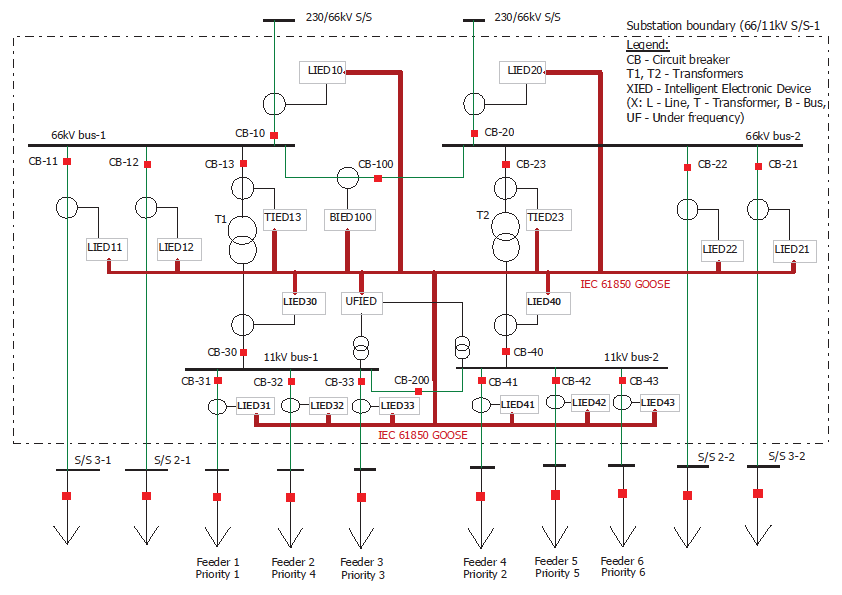 230/66kV S/S
230/66kV S/S
Substation boundary (66/11kV S/S-1
Legend:
CB - Circuit breaker
T1, T2 - Transformers
XIED - Intelligent Electronic Device
(X: L - Line, T - Transformer, B - Bus,
UF - Under frequency)
LIED10
LIED20
CB-10
CB-20
66kV bus-1
66kV bus-2
CB-11
CB-12
CB-13
CB-100
CB-23
CB-22
CB-21
T1
TIED13
BIED100
T2
TIED23
LIED11
LIED12
LIED22
LIED21
IEC 61850 GOOSE
LIED30
UFIED
LIED40
CB-30
CB-40
11kV bus-1
11kV bus-2
CB-31
CB-32
CB-33
CB-200
CB-41
CB-42
CB-43
LIED31
LIED32
LIED33
LIED41
LIED42
LIED43
IEC 61850 GOOSE
S/S 3-1
S/S 2-1
S/S 2-2
S/S 3-2
Feeder 1
Priority 1
Feeder 2
Priority 4
Feeder 3
Priority 3
Feeder 4
Priority 2
Feeder 5
Priority 5
Feeder 6
Priority 6